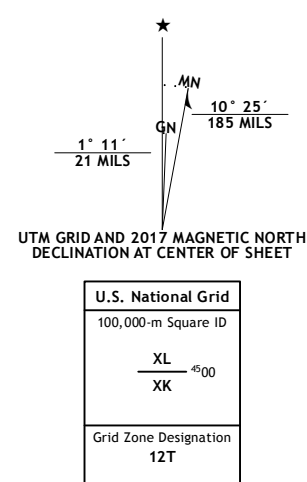 ★
MN
GN
1° 11´
21 MILS
10° 25´
185 MILS
UTM GRID AND 2017 MAGNETIC NORTH
DECLINATION AT CENTER OF SHEET
U.S. National Grid
100,000-m Square ID
XL
4500
XK
Grid Zone Designation
12T